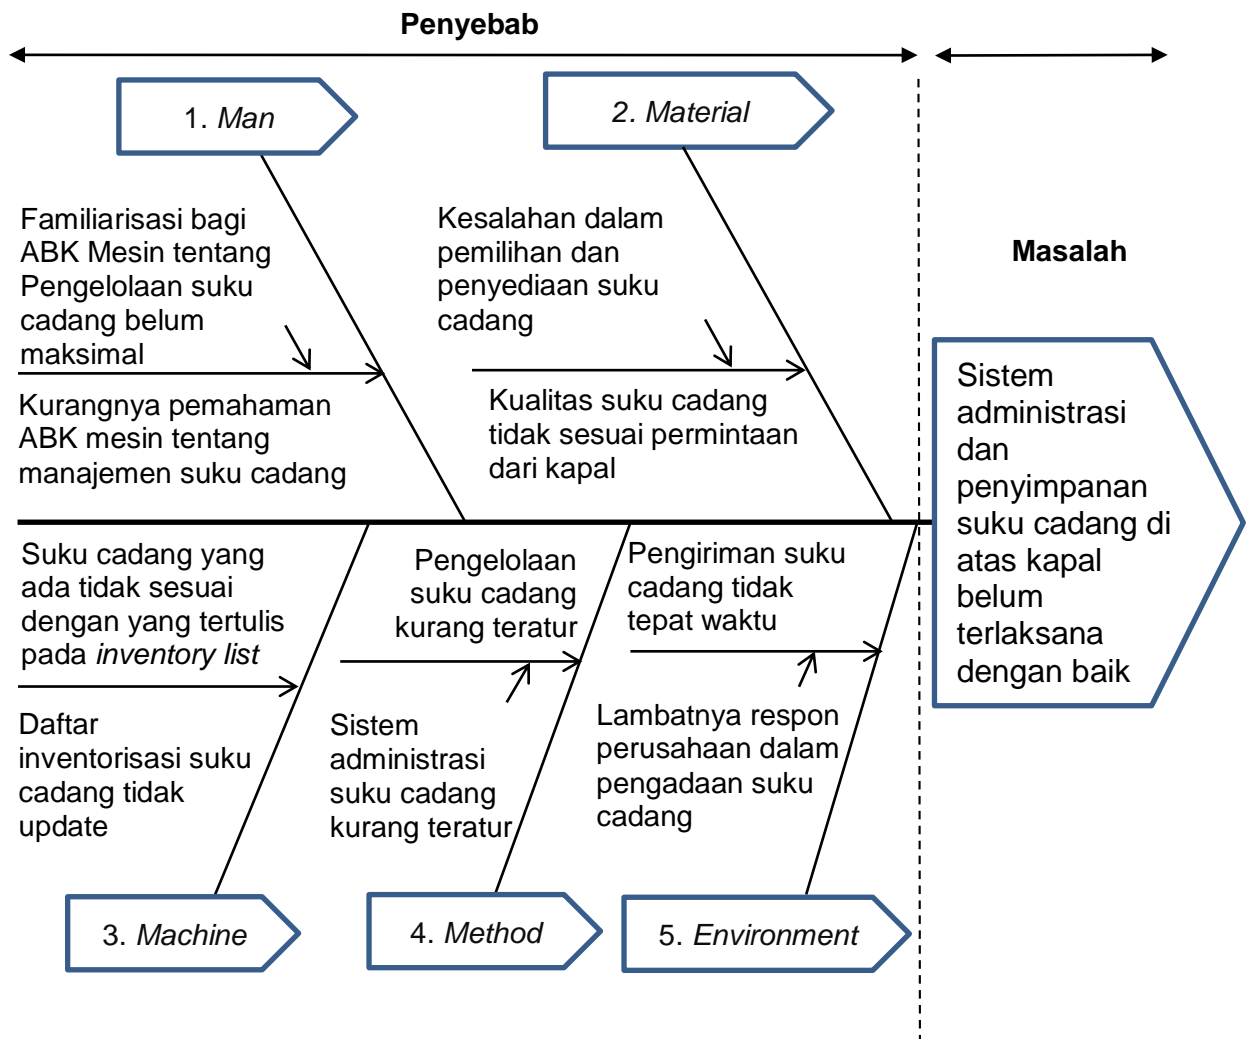 Penyebab
1. Man
2. Material
Familiarisasi bagi
ABK Mesin tentang
Pengelolaan suku
cadang belum
maksimal
Kurangnya pemahaman
ABK mesin tentang
manajemen suku cadang
Kesalahan dalam
pemilihan dan
penyediaan suku
cadang
Kualitas suku cadang
tidak sesuai permintaan
dari kapal
Masalah
Sistem
administrasi
dan
penyimpanan
suku cadang di
atas kapal
belum
terlaksana
dengan baik
Suku cadang yang
ada tidak sesuai
dengan yang tertulis
pada inventory list
Daftar
inventorisasi suku
cadang tidak
update
Pengelolaan
suku cadang
kurang teratur
Sistem
administrasi
suku cadang
kurang teratur
Pengiriman suku
cadang tidak
tepat waktu
Lambatnya respon
perusahaan dalam
pengadaan suku
cadang
3. Machine
4. Method
5. Environment